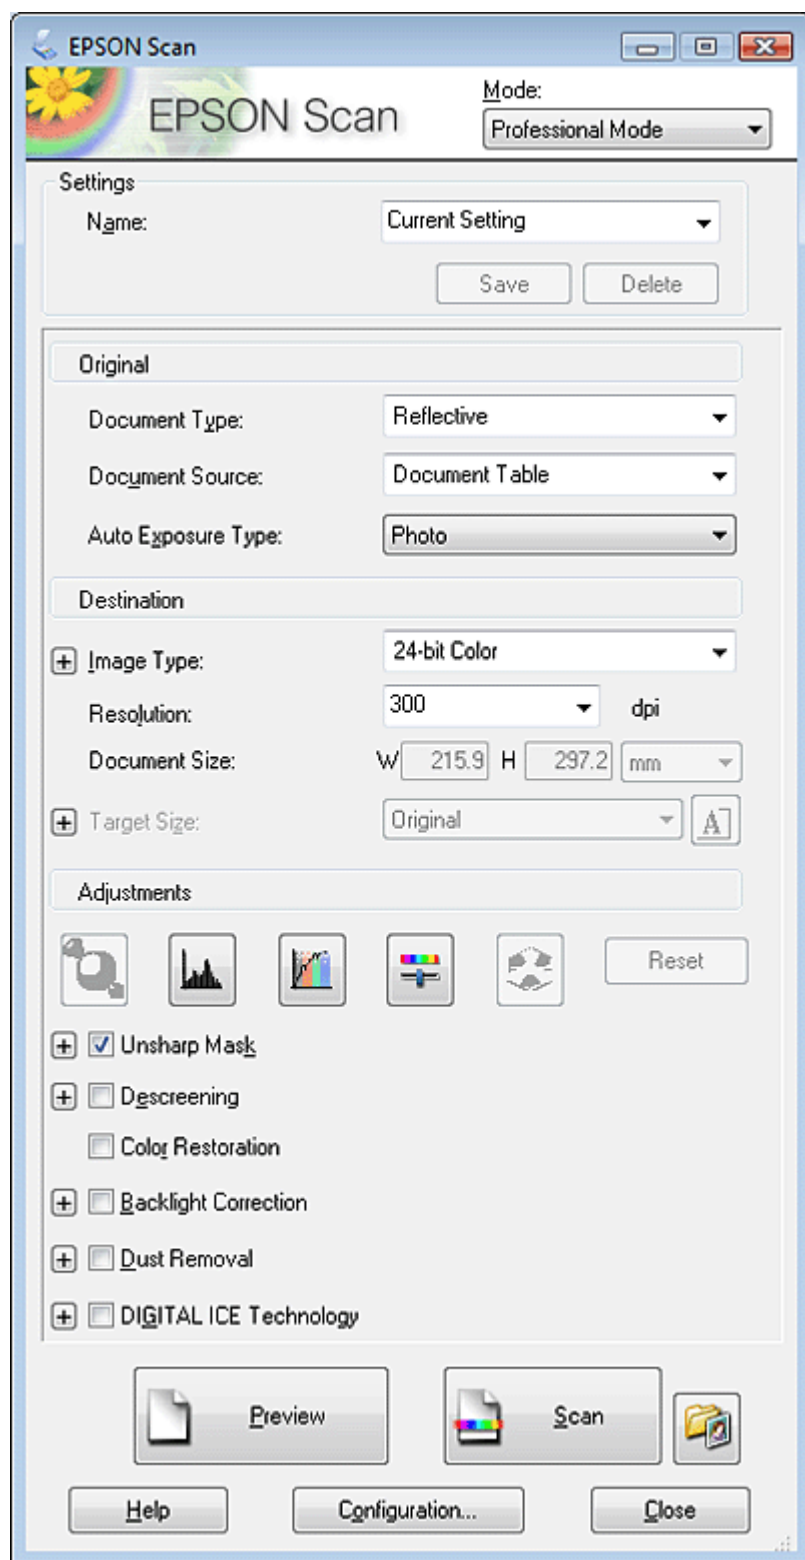 EPSON Scan
EPSON Scan
Mode:
Professional Mode
Settings
Name: Current Setting
Save Delete
Original
Document Type: Reflective
Document Source: Document Table
Auto Exposure Type: Photo
Destination
Image Type: 24-bit Color
Resolution: 300 dpi
Document Size: W 215.9 H 297.2 mm
Target Size: Original A
Adjustments
Reset
Unsharp Mask
Descreening
Color Restoration
Backlight Correction
Dust Removal
DIGITAL ICE Technology
Preview Scan
Help Configuration... Close